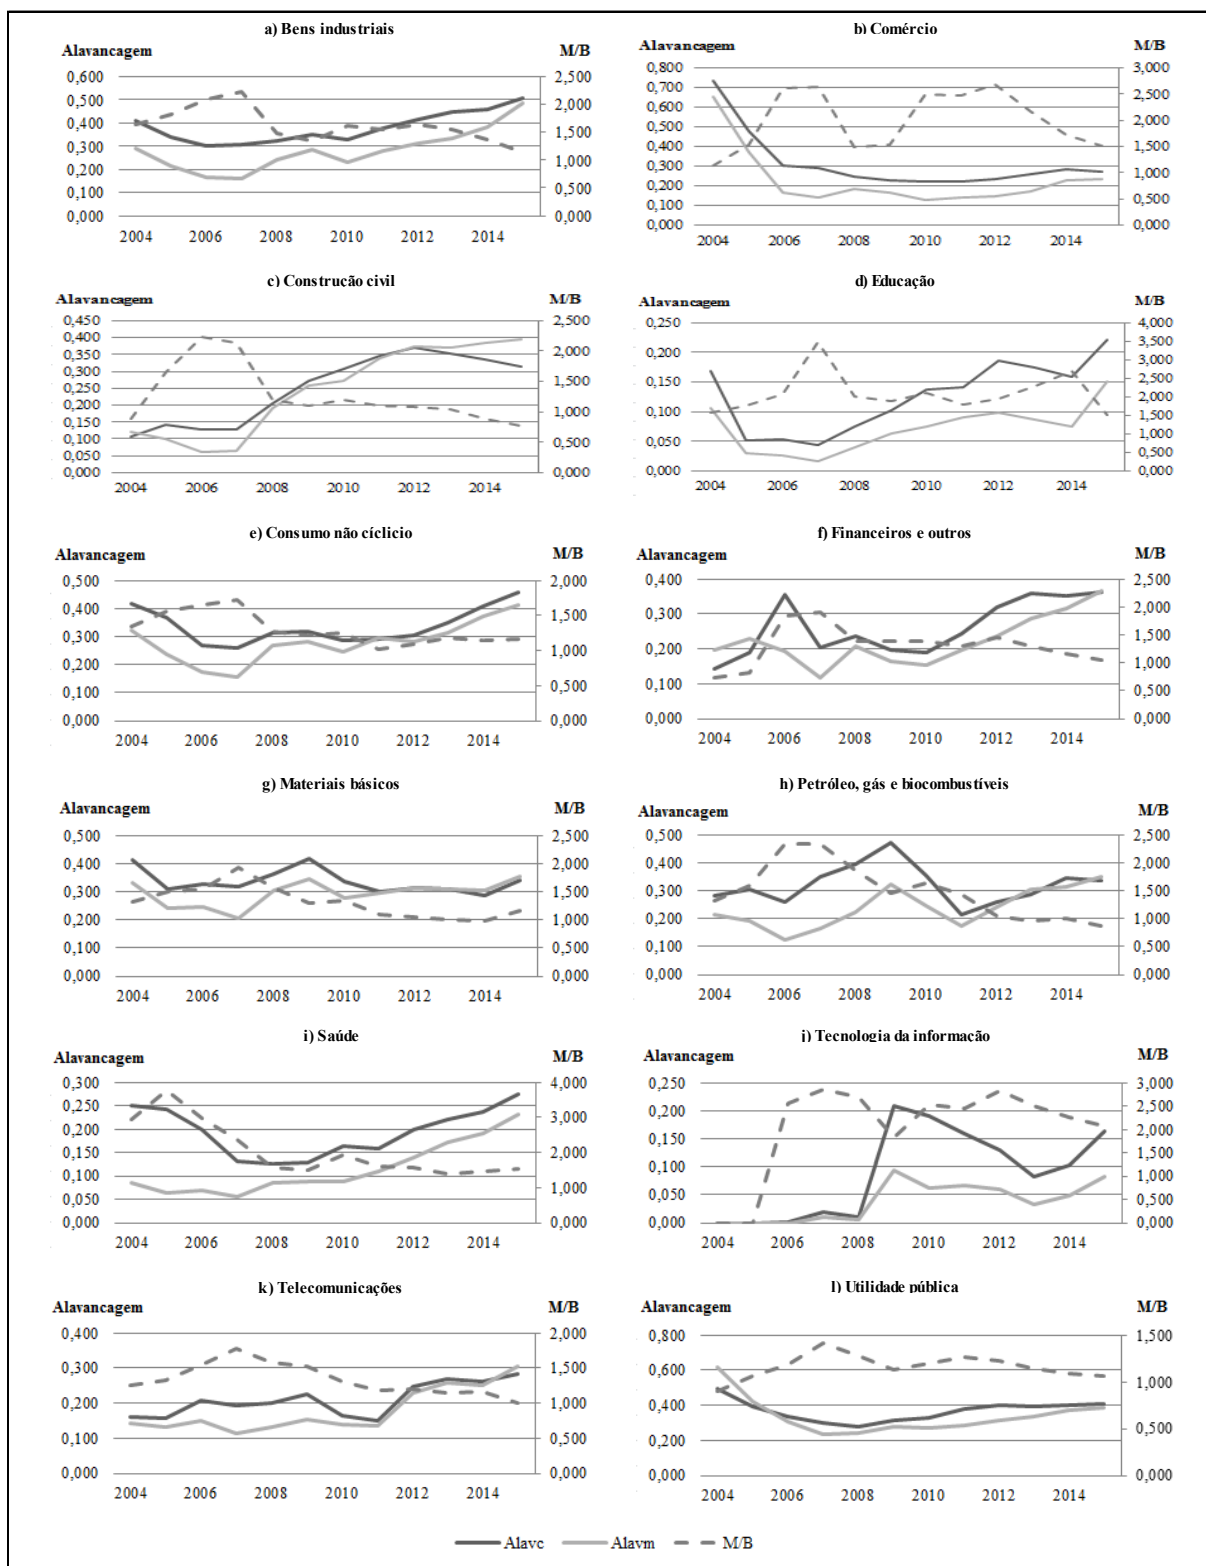 a) Bens industriais
Alavancagem M/B
0,600 2,500
0,500 2,000
0,400 1,500
0,300 1,000
0,200 0,500
0,100 0,000
0,000
2004 2006 2008 2010 2012 2014
b) Comércio
Alavancagem M/B
0,800 3,000
0,700 2,500
0,600 2,000
0,500 1,500
0,400 1,000
0,300 0,500
0,200 0,000
0,100
0,000
2004 2006 2008 2010 2012 2014
c) Construção civil
Alavancagem M/B
0,450 2,500
0,400 2,000
0,350 1,500
0,300 1,000
0,250 0,500
0,200 0,000
0,150
0,100
0,050
0,000
2004 2006 2008 2010 2012 2014
d) Educação
Alavancagem M/B
0,250 4,000
0,200 3,500
0,150 3,000
0,100 2,500
0,050 2,000
0,000 1,500
1,000
0,500
0,000
2004 2006 2008 2010 2012 2014
e) Consumo não cíclicio
Alavancagem M/B
0,500 2,000
0,400 1,500
0,300 1,000
0,200 0,500
0,100 0,000
0,000
2004 2006 2008 2010 2012 2014
f) Financeiros e outros
Alavancagem M/B
0,400 2,500
0,300 2,000
0,200 1,500
0,100 1,000
0,000 0,500
0,000
2004 2006 2008 2010 2012 2014
g) Materiais básicos
Alavancagem M/B
0,500 2,500
0,400 2,000
0,300 1,500
0,200 1,000
0,100 0,500
0,000 0,000
2004 2006 2008 2010 2012 2014
h) Petróleo, gás e biocombustíveis
Alavancagem M/B
0,500 2,500
0,400 2,000
0,300 1,500
0,200 1,000
0,100 0,500
0,000 0,000
2004 2006 2008 2010 2012 2014
i) Saúde
Alavancagem M/B
0,300 4,000
0,250 3,000
0,200 2,000
0,150 1,000
0,100 0,000
0,050
0,000
2004 2006 2008 2010 2012 2014
j) Tecnologia da informação
Alavancagem M/B
0,250 3,000
0,200 2,500
0,150 2,000
0,100 1,500
0,050 1,000
0,000 0,500
0,000
2004 2006 2008 2010 2012 2014
k) Telecomunicações
Alavancagem M/B
0,400 2,000
0,300 1,500
0,200 1,000
0,100 0,500
0,000 0,000
2004 2006 2008 2010 2012 2014
l) Utilidade pública
Alavancagem M/B
0,800 1,500
0,600 1,000
0,400 0,500
0,200 0,000
0,000
2004 2006 2008 2010 2012 2014
Alavc Alavm M/B